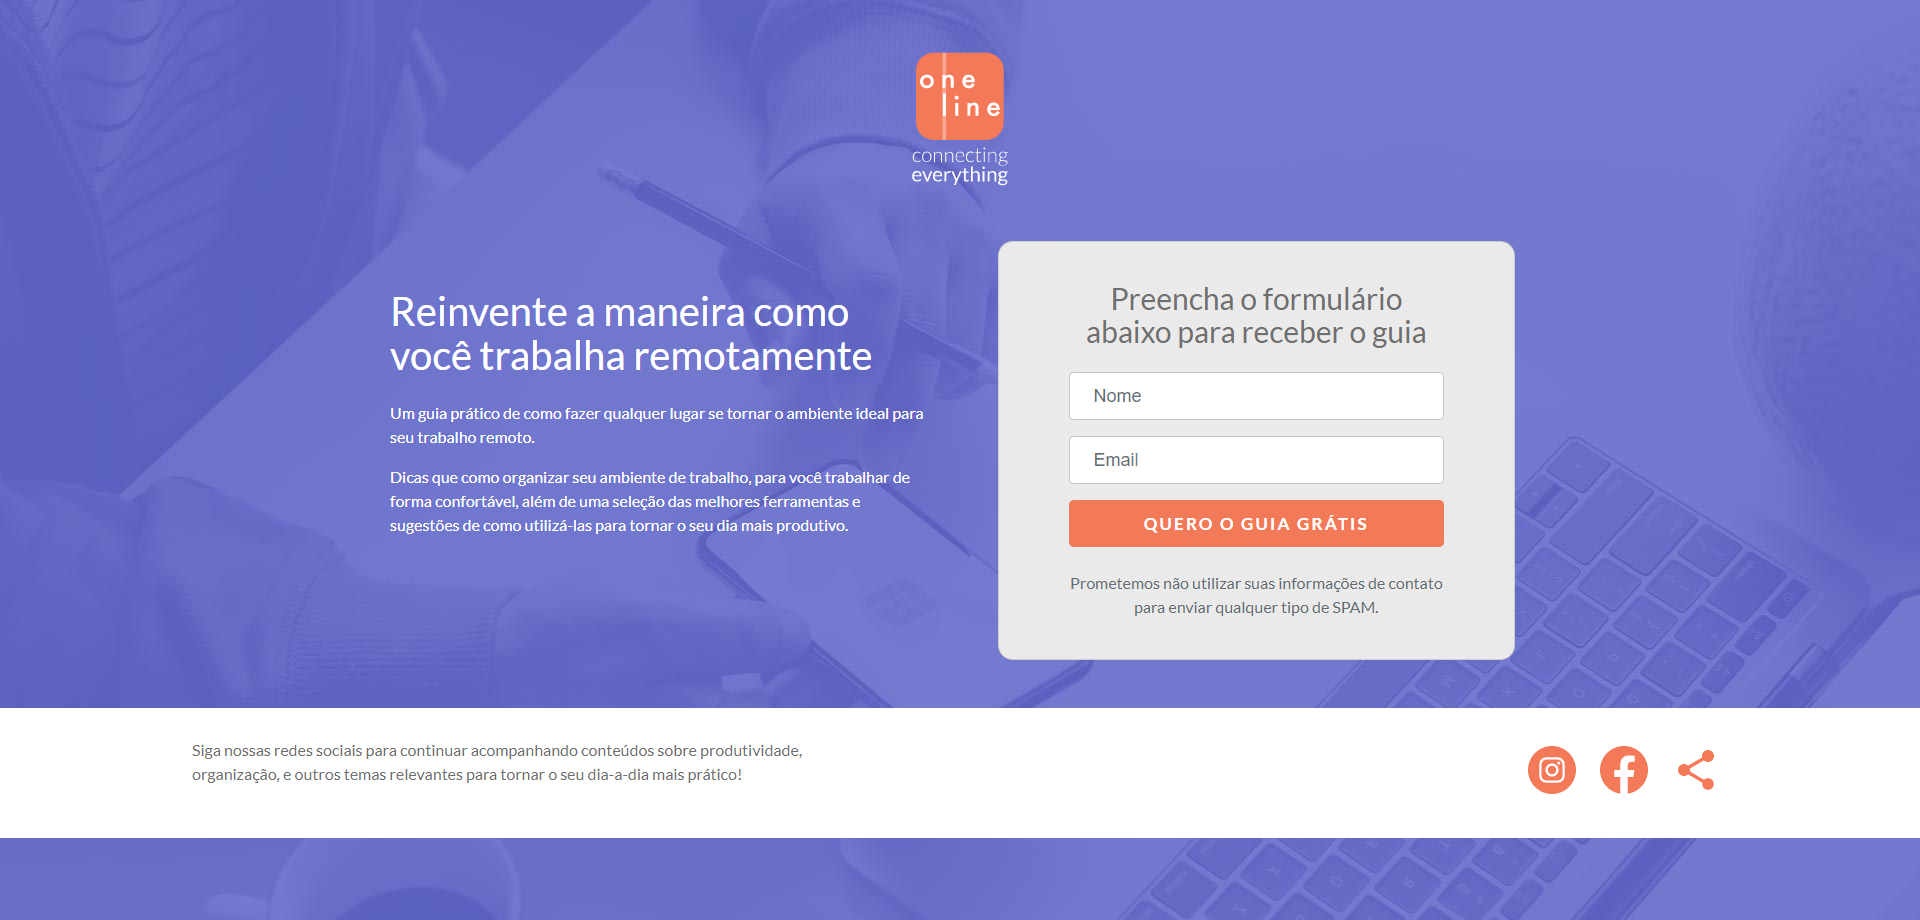 one
line
connecting
everything
Reinvente a maneira como
você trabalha remotamente
Um guia prático de como fazer qualquer lugar se tornar o ambiente ideal para
seu trabalho remoto.
Dicas que como organizar seu ambiente de trabalho, para você trabalhar de
forma confortável, além de uma seleção das melhores ferramentas e
sugestões de como utilizá-las para tornar o seu dia mais produtivo.
Preencha o formulário
abaixo para receber o guia
Nome
Email
QUERO O GUIA GRÁTIS
Prometemos não utilizar suas informações de contato
para enviar qualquer tipo de SPAM.
Siga nossas redes sociais para continuar acompanhando conteúdos sobre produtividade,
organização, e outros temas relevantes para tornar o seu dia-a-dia mais prático!